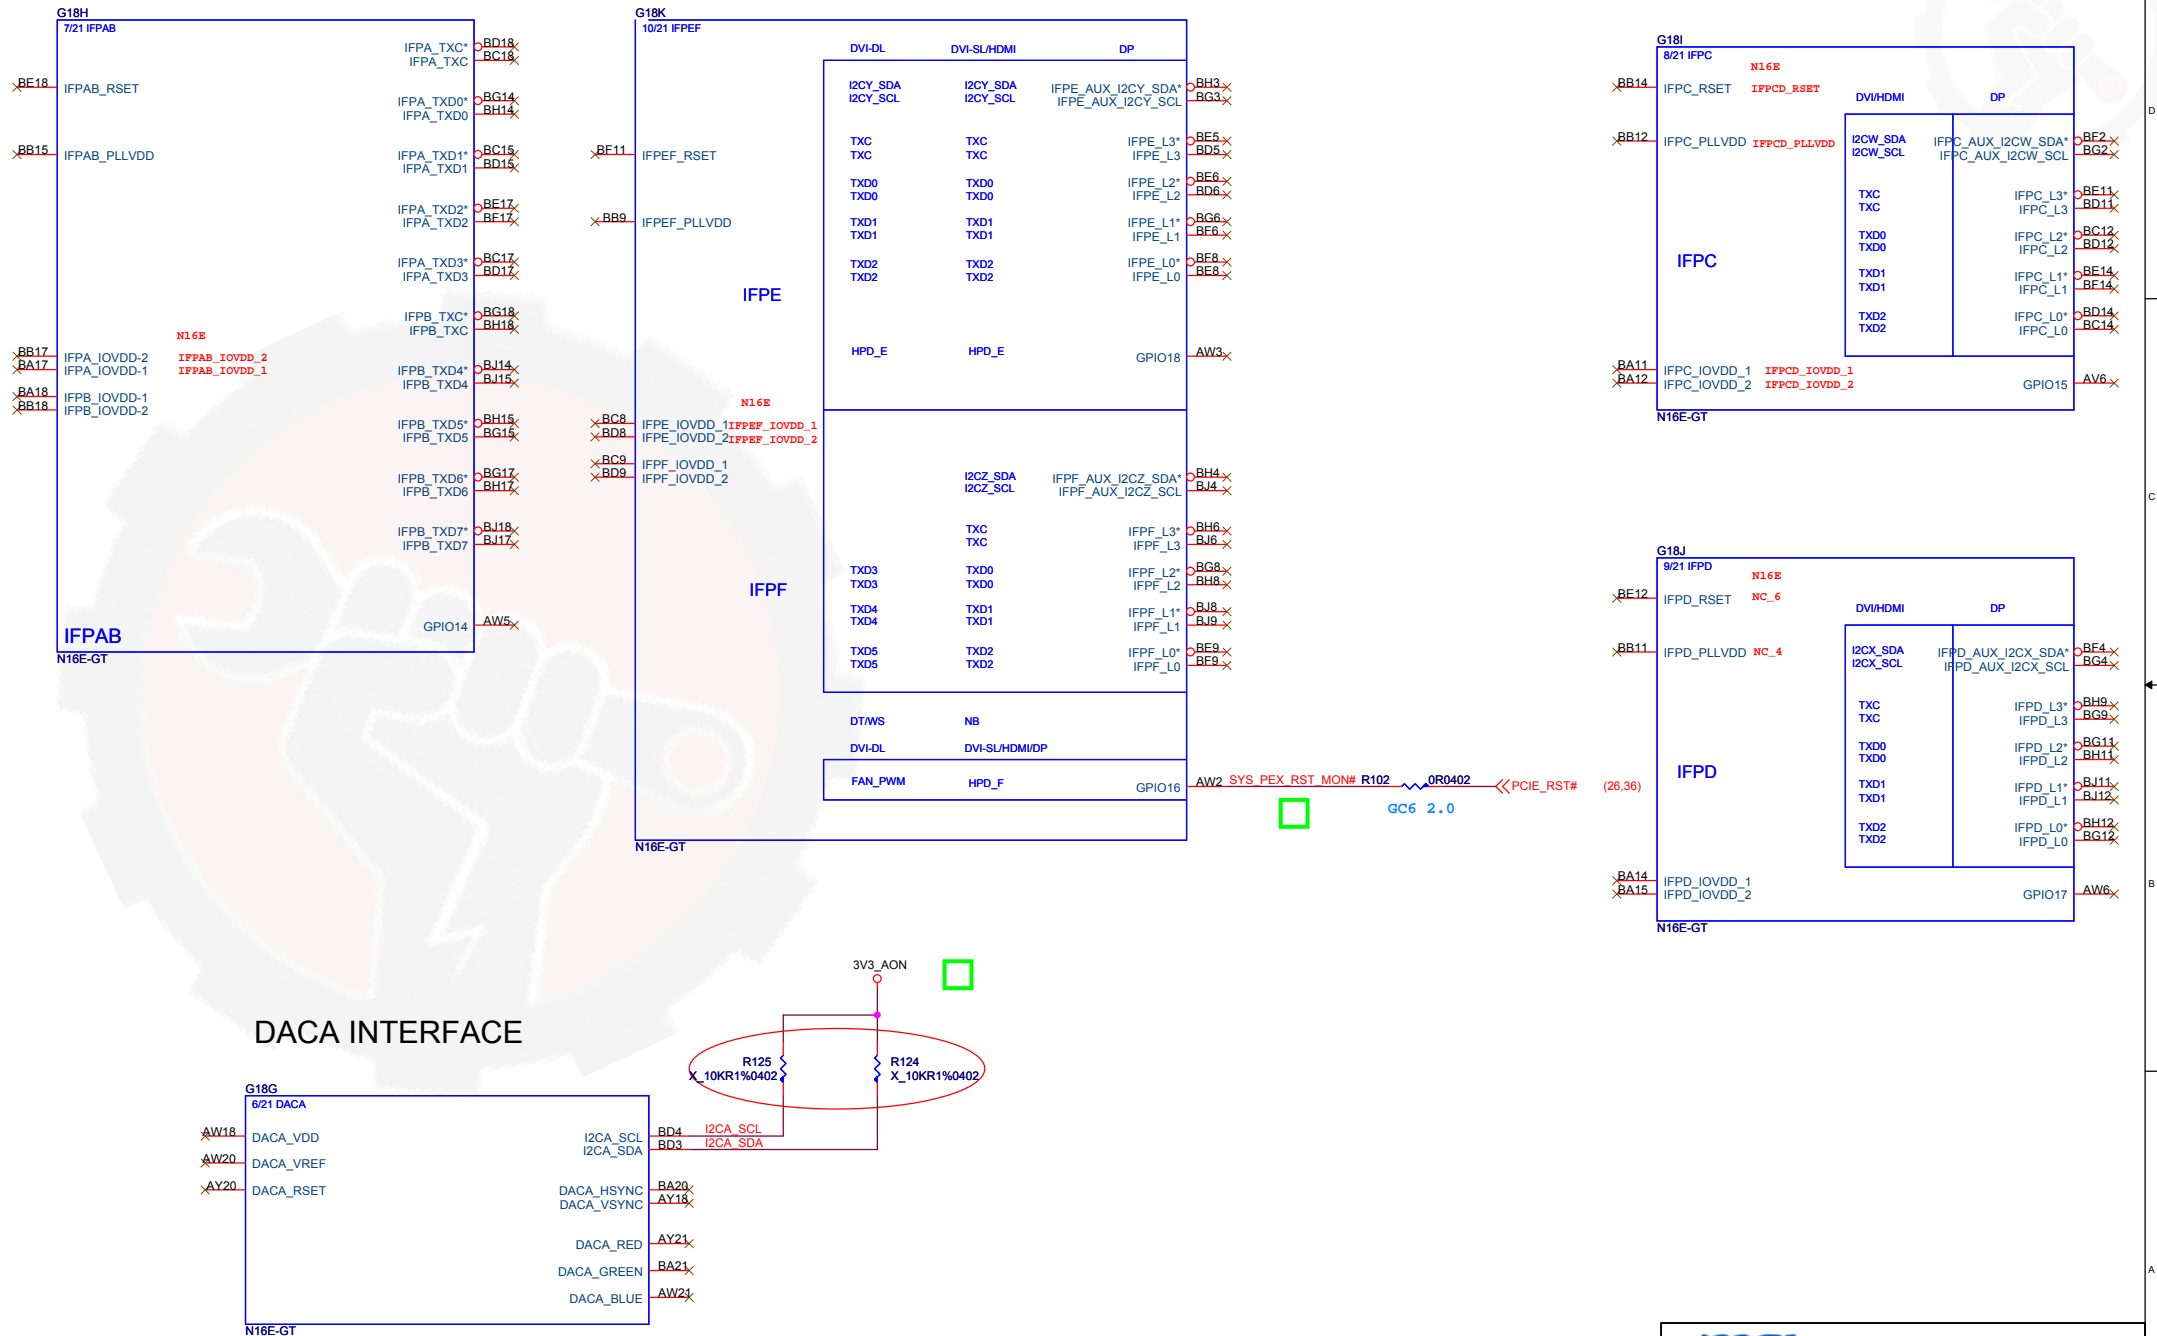 G18H
7/21 IFPAB
IFPA_TXC* BD18
IFPA_TXC BC18
BE18 IFPAB_RSET
IFPA_TXD0* BG14
IFPA_TXD0 BH14
BB15 IFPAB_PLLVDD
IFPA_TXD1* BC15
IFPA_TXD1 BD15
IFPA_TXD2* BE17
IFPA_TXD2 BF17
IFPA_TXD3* BC17
IFPA_TXD3 BD17
IFPB_TXC* BG18
IFPB_TXC BH18
N16E
BB17 IFPA_IOVDD-2 IFPAB_IOVDD_2
BA17 IFPA_IOVDD-1 IFPAB_IOVDD_1
IFPB_TXD4* BJ14
IFPB_TXD4 BJ15
BA18 IFPB_IOVDD-1
BB18 IFPB_IOVDD-2
IFPB_TXD5* BH15
IFPB_TXD5 BG15
IFPB_TXD6* BG17
IFPB_TXD6 BH17
IFPB_TXD7* BJ18
IFPB_TXD7 BJ17
GPIO14 AW5
IFPAB
N16E-GT
G18K
10/21 IFPEF
DVI-DL DVI-SL/HDMI DP
I2CY_SDA I2CY_SDA IFPE_AUX_I2CY_SDA* BH3
I2CY_SCL I2CY_SCL IFPE_AUX_I2CY_SCL BG3
TXC TXC IFPE_L3* BE5
BF11 IFPEF_RSET TXC TXC IFPE_L3 BD5
TXD0 TXD0 IFPE_L2* BE6
TXD0 TXD0 IFPE_L2 BD6
BB9 IFPEF_PLLVDD TXD1 TXD1 IFPE_L1* BG6
TXD1 TXD1 IFPE_L1 BF6
TXD2 TXD2 IFPE_L0* BF8
TXD2 TXD2 IFPE_L0 BE8
IFPE
HPD_E HPD_E GPIO18 AW3
N16E
BC8 IFPE_IOVDD_1 IFPEF_IOVDD_1
BD8 IFPE_IOVDD_2 IFPEF_IOVDD_2
BC9 IFPF_IOVDD_1
BD9 IFPF_IOVDD_2
I2CZ_SDA IFPF_AUX_I2CZ_SDA* BH4
I2CZ_SCL IFPF_AUX_I2CZ_SCL BJ4
TXC IFPF_L3* BH6
TXC IFPF_L3 BJ6
TXD3 TXD0 IFPF_L2* BG8
TXD3 TXD0 IFPF_L2 BH8
IFPF
TXD4 TXD1 IFPF_L1* BJ8
TXD4 TXD1 IFPF_L1 BJ9
TXD5 TXD2 IFPF_L0* BE9
TXD5 TXD2 IFPF_L0 BF9
DT/WS NB
DVI-DL DVI-SL/HDMI/DP
FAN_PWM HPD_F GPIO16 AW2 SYS_PEX_RST_MON# R102 0R0402 PCIE_RST# (26,36)
GC6 2.0
N16E-GT
G18I
8/21 IFPC
N16E
BB14 IFPC_RSET IFPCD_RSET
DVI/HDMI DP
BB12 IFPC_PLLVDD IFPCD_PLLVDD I2CW_SDA IFPC_AUX_I2CW_SDA* BF2
I2CW_SCL IFPC_AUX_I2CW_SCL BG2
TXC IFPC_L3* BE11
TXC IFPC_L3 BD11
TXD0 IFPC_L2* BC12
TXD0 IFPC_L2 BD12
IFPC
TXD1 IFPC_L1* BE14
TXD1 IFPC_L1 BF14
TXD2 IFPC_L0* BD14
TXD2 IFPC_L0 BC14
BA11 IFPC_IOVDD_1 IFPCD_IOVDD_1
BA12 IFPC_IOVDD_2 IFPCD_IOVDD_2 GPIO15 AV6
N16E-GT
G18J
9/21 IFPD
N16E
BE12 IFPD_RSET NC_6
DVI/HDMI DP
BB11 IFPD_PLLVDD NC_4 I2CX_SDA IFPD_AUX_I2CX_SDA* BF4
I2CX_SCL IFPD_AUX_I2CX_SCL BG4
TXC IFPD_L3* BH9
TXC IFPD_L3 BG9
TXD0 IFPD_L2* BG11
TXD0 IFPD_L2 BH11
IFPD
TXD1 IFPD_L1* BJ11
TXD1 IFPD_L1 BJ12
TXD2 IFPD_L0* BH12
TXD2 IFPD_L0 BG12
BA14 IFPD_IOVDD_1
BA15 IFPD_IOVDD_2 GPIO17 AW6
N16E-GT
D
C
B
A
3V3_AON
DACA INTERFACE
R125 R124
X_10KR1%0402 X_10KR1%0402
G18G
6/21 DACA
AW18 DACA_VDD I2CA_SCL BD4 I2CA_SCL
I2CA_SDA BD3 I2CA_SDA
AW20 DACA_VREF
AY20 DACA_RSET DACA_HSYNC BA20
DACA_VSYNC AY18
DACA_RED AY21
DACA_GREEN BA21
DACA_BLUE AW21
N16E-GT